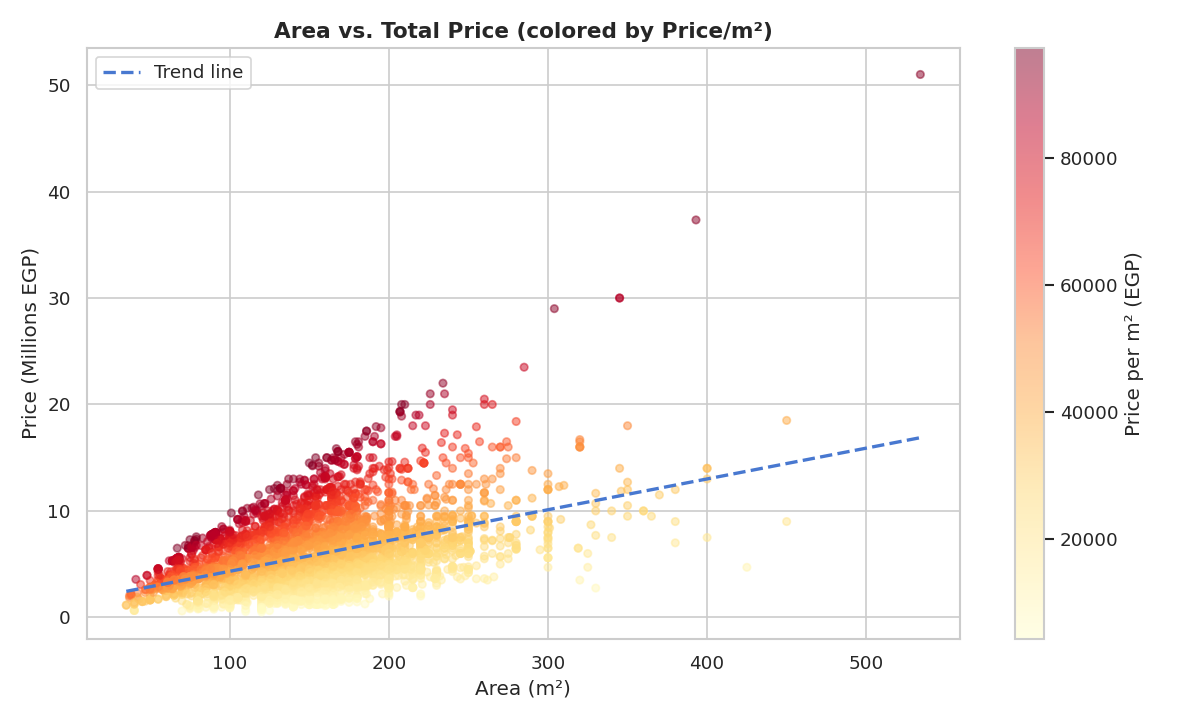 Area vs. Total Price (colored by Price/m²)
Trend line
Price (Millions EGP)
50
40
30
20
10
0
100 200 300 400 500
Area (m²)
80000
60000
40000
20000
Price per m² (EGP)